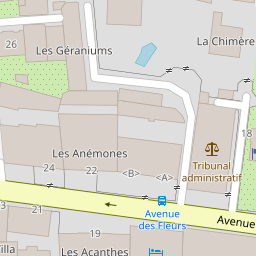 26
Les Géraniums
La Chimère
18
Les Anémones
Tribunal
administratif
24
22
<B>
<A>
Avenue
des Fleurs
Avenue
21
Les Acanthes